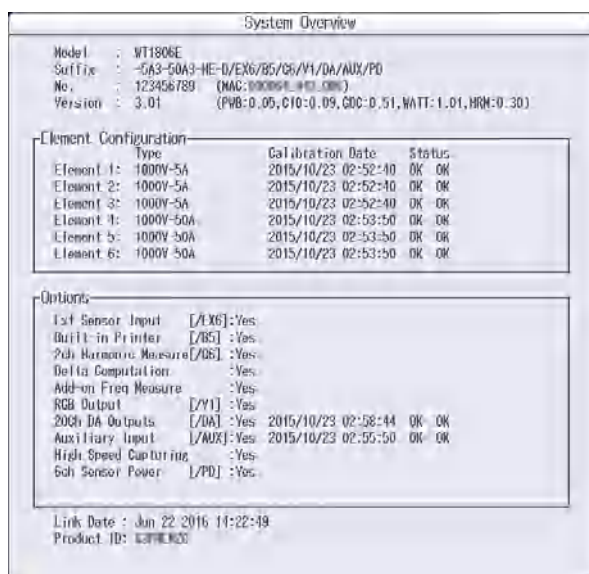 System Overview
Model : WT1806E
Suffix : -5A3-50A3-HE-D/EX6/B5/G6/V1/DA/AUX/PD
No. : 123456789 (MAC:
Version : 3.01 (PWB:0.05,CIO:0.09,GDC:0.51,WATT:1.01,HRM:0.30)
Element Configuration
Type Calibration Date Status
Element 1: 1000V-5A 2015/10/23 02:52:40 OK OK
Element 2: 1000V-5A 2015/10/23 02:52:40 OK OK
Element 3: 1000V-5A 2015/10/23 02:52:40 OK OK
Element 4: 1000V-50A 2015/10/23 02:53:50 OK OK
Element 5: 1000V-50A 2015/10/23 02:53:50 OK OK
Element 6: 1000V-50A 2015/10/23 02:53:50 OK OK
Options
Ext Sensor Input [/EX6]:Yes
Built-in Printer [/B5] :Yes
2ch Harmonic Measure[/G6] :Yes
Delta Computation :Yes
Add-on Freq Measure :Yes
RGB Output [/V1] :Yes
20Ch DA Outputs [/DA] :Yes 2015/10/23 02:58:44 OK OK
Auxiliary Input [/AUX]:Yes 2015/10/23 02:55:50 OK OK
High Speed Capturing :Yes
6ch Sensor Power [/PD] :Yes
Link Date : Jun 22 2016 14:22:49
Product ID: